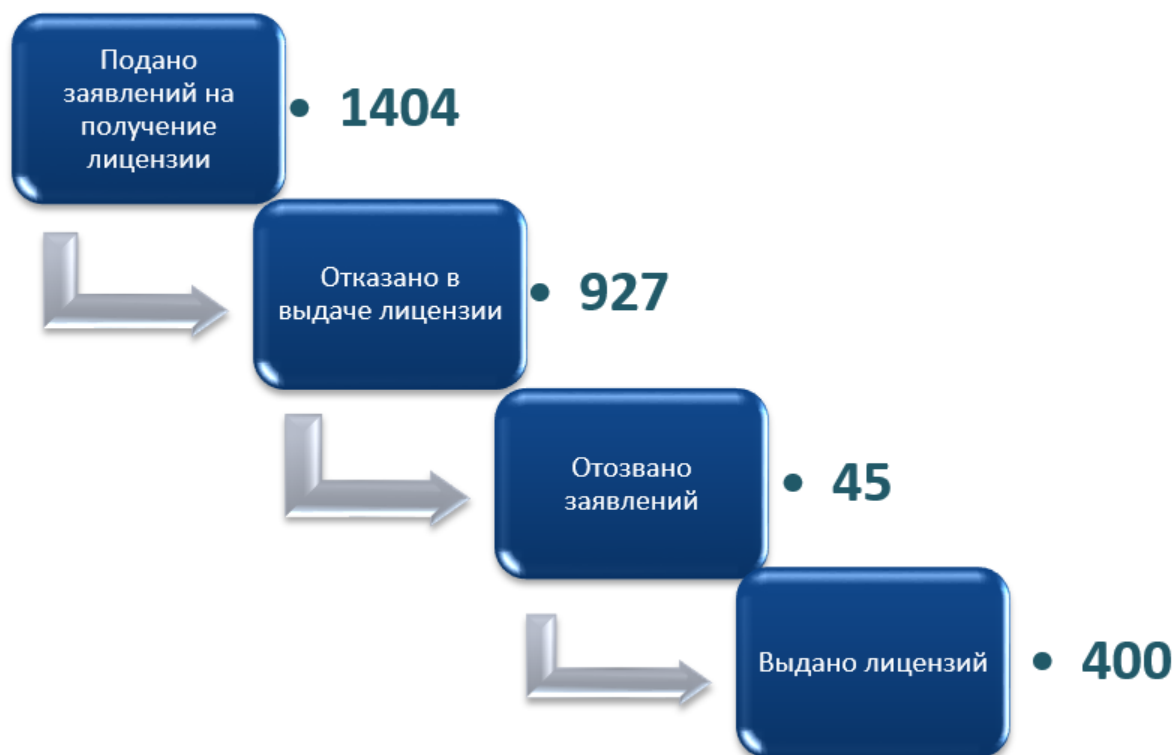 Подано
заявлений на
получение
лицензии
• 1404
Отказано в
выдаче лицензии
• 927
Отозвано
заявлений
• 45
Выдано лицензий
• 400